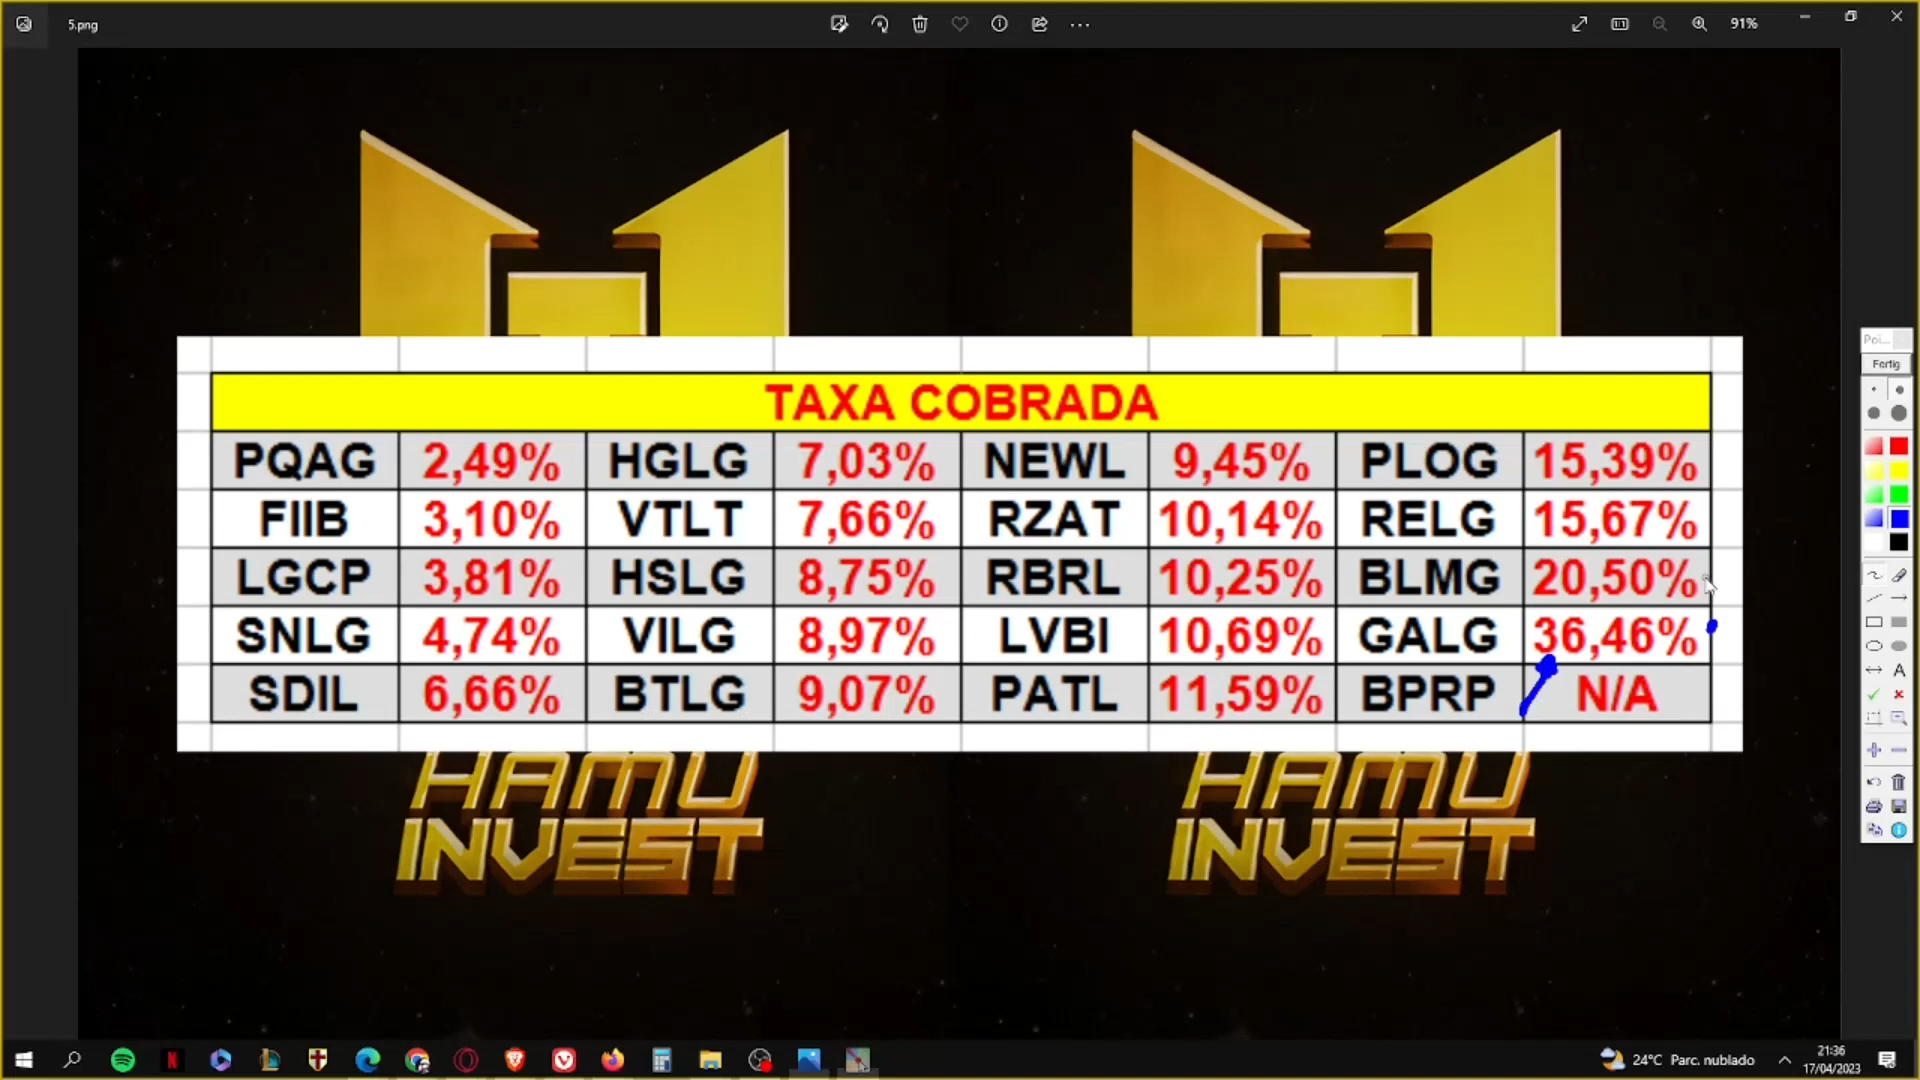 5.png
91%
TAXA COBRADA
PQAG 2,49% HGLG 7,03% NEWL 9,45% PLOG 15,39%
FIIB 3,10% VTLT 7,66% RZAT 10,14% RELG 15,67%
LGCP 3,81% HSLG 8,75% RBRL 10,25% BLMG 20,50%
SNLG 4,74% VILG 8,97% LVBI 10,69% GALG 36,46%
SDIL 6,66% BTLG 9,07% PATL 11,59% BPRP N/A
HAMU
INVEST
HAMU
INVEST
Poi...
Fertig
A
24°C Parc. nublado
21:36
17/04/2023